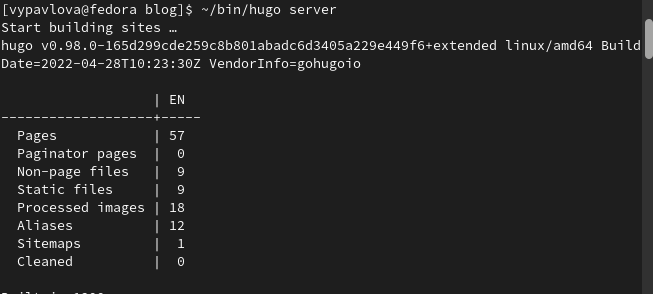 [vypavlova@fedora blog]$ ~/bin/hugo server
Start building sites …
hugo v0.98.0-165d299cde259c8b801abadc6d3405a229e449f6+extended linux/amd64 Build
Date=2022-04-28T10:23:30Z VendorInfo=gohugoio
                   | EN
-------------------+-----
  Pages            | 57
  Paginator pages  |  0
  Non-page files   |  9
  Static files     |  9
  Processed images | 18
  Aliases          | 12
  Sitemaps         |  1
  Cleaned          |  0